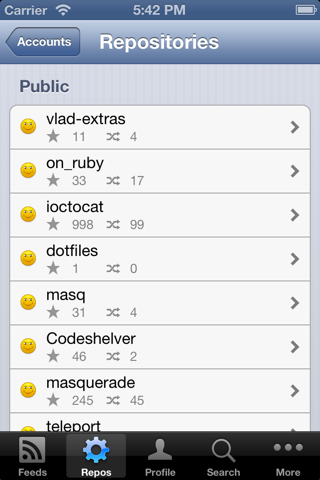 Carrier 5:42 PM
Accounts Repositories
Public
vlad-extras
11 4
on_ruby
33 17
ioctocat
998 99
dotfiles
1 0
masq
31 4
Codeshelver
46 2
masquerade
245 45
teleport
Feeds Repos Profile Search More